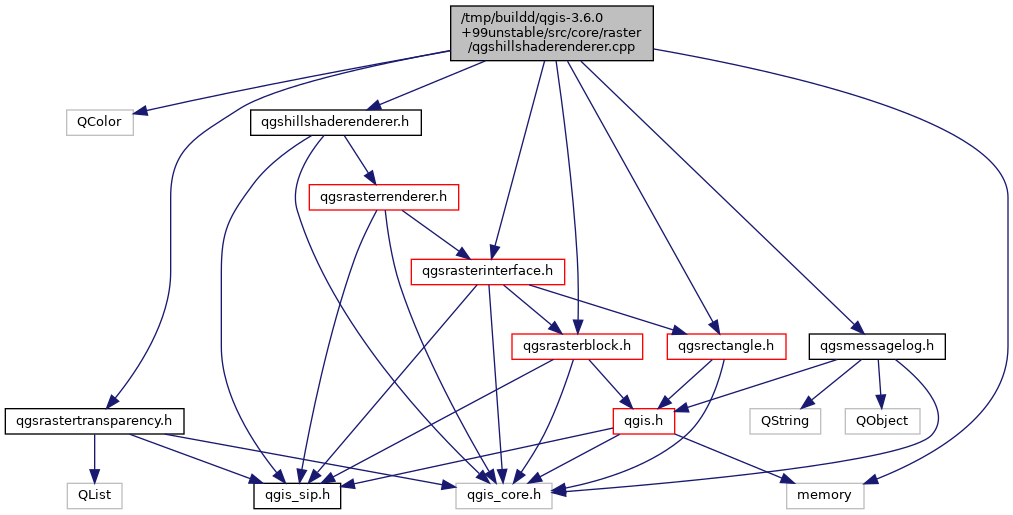 /tmp/buildd/qgis-3.6.0
+99unstable/src/core/raster
/qgshillshaderenderer.cpp
QColor
qgshillshaderenderer.h
qgsrasterrenderer.h
qgsrasterinterface.h
qgsrasterblock.h
qgsrectangle.h
qgsmessagelog.h
qgsrastertransparency.h
qgis.h
QString
QObject
QList
qgis_sip.h
qgis_core.h
memory